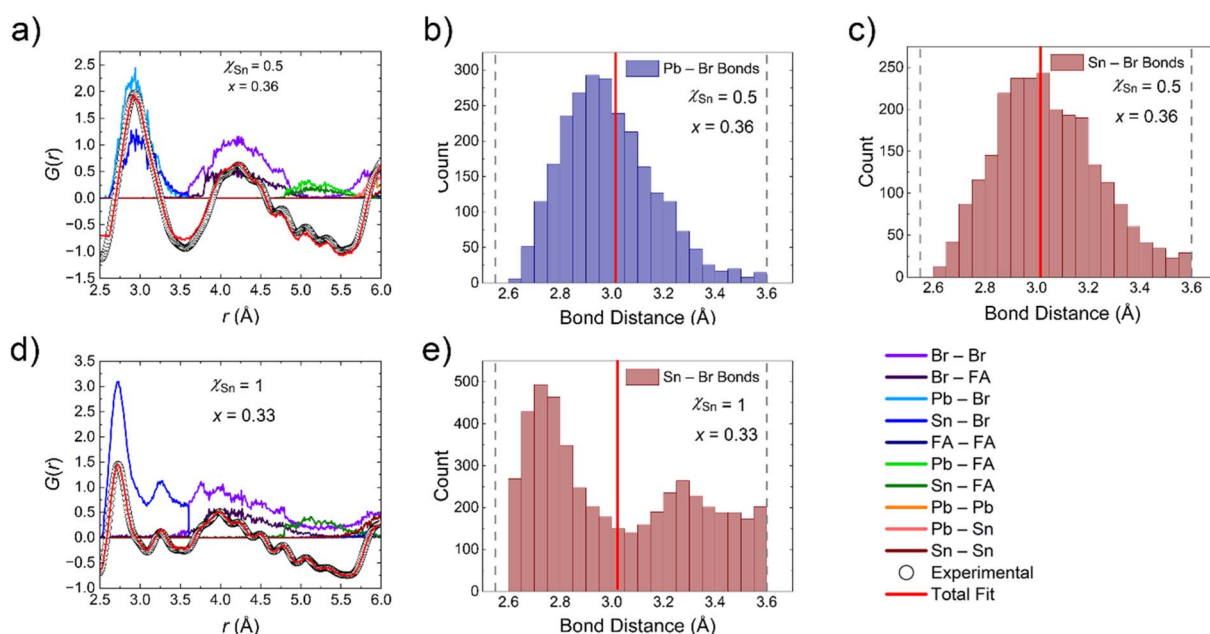 a)
χSn = 0.5
x = 0.36
G(r)
2.5
2.0
1.5
1.0
0.5
0.0
−0.5
−1.0
−1.5
2.5 3.0 3.5 4.0 4.5 5.0 5.5 6.0
r (Å)
b)
Pb – Br Bonds
χSn = 0.5
x = 0.36
Count
300
250
200
150
100
50
0
2.6 2.8 3.0 3.2 3.4 3.6
Bond Distance (Å)
c)
Sn – Br Bonds
χSn = 0.5
x = 0.36
Count
250
200
150
100
50
0
2.6 2.8 3.0 3.2 3.4 3.6
Bond Distance (Å)
d)
χSn = 1
x = 0.33
G(r)
3.5
3.0
2.5
2.0
1.5
1.0
0.5
0.0
−0.5
−1.0
2.5 3.0 3.5 4.0 4.5 5.0 5.5 6.0
r (Å)
e)
Sn – Br Bonds
χSn = 1
x = 0.33
Count
500
400
300
200
100
0
2.6 2.8 3.0 3.2 3.4 3.6
Bond Distance (Å)
Br – Br
Br – FA
Pb – Br
Sn – Br
FA – FA
Pb – FA
Sn – FA
Pb – Pb
Pb – Sn
Sn – Sn
Experimental
Total Fit